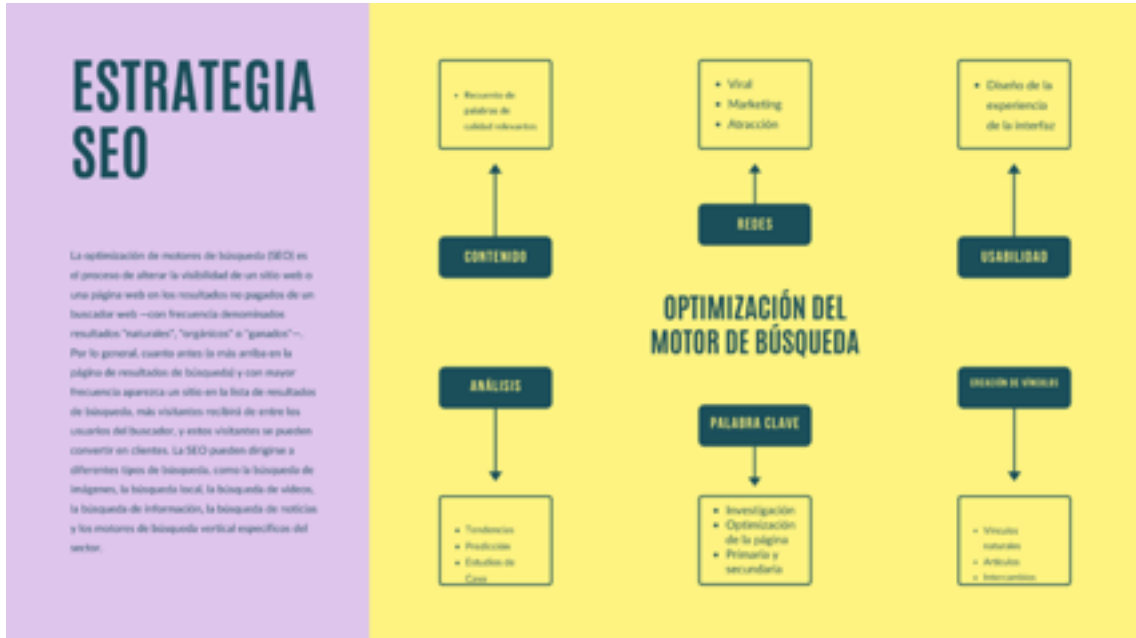 ESTRATEGIA
SEO
La optimización de motores de búsqueda (SEO) es
el proceso de alterar la visibilidad de un sitio web o
una página web en los resultados no pagados de un
buscador web —con frecuencia denominados
resultados "naturales", "orgánicos" o "ganados"—.
Por lo general, cuanto antes (o más arriba en la
página de resultados de búsqueda) y con mayor
frecuencia aparezca un sitio en la lista de resultados
de búsqueda, más visitantes recibirá de entre los
usuarios del buscador, y estos visitantes se pueden
convertir en clientes. La SEO pueden dirigirse a
diferentes tipos de búsqueda, como la búsqueda de
imágenes, la búsqueda local, la búsqueda de videos,
la búsqueda de información, la búsqueda de noticias
y los motores de búsqueda vertical específicos del
sector.
• Recuento de
palabras de
calidad relevantes
CONTENIDO
• Viral
• Marketing
• Atracción
REDES
• Diseño de la
experiencia
de la interfaz
USABILIDAD
OPTIMIZACIÓN DEL
MOTOR DE BÚSQUEDA
ANÁLISIS
• Tendencias
• Predicción
• Estudios de
Caso
PALABRA CLAVE
• Investigación
• Optimización
de la página
• Primaria y
secundaria
CREACIÓN DE VÍNCULOS
• Vínculos
naturales
• Artículos
• Intercambios